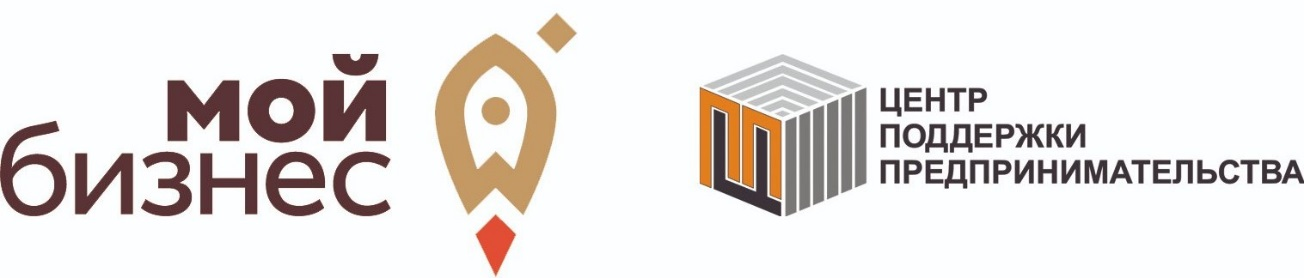 мой
бизнес
ЦЕНТР
ПОДДЕРЖКИ
ПРЕДПРИНИМАТЕЛЬСТВА